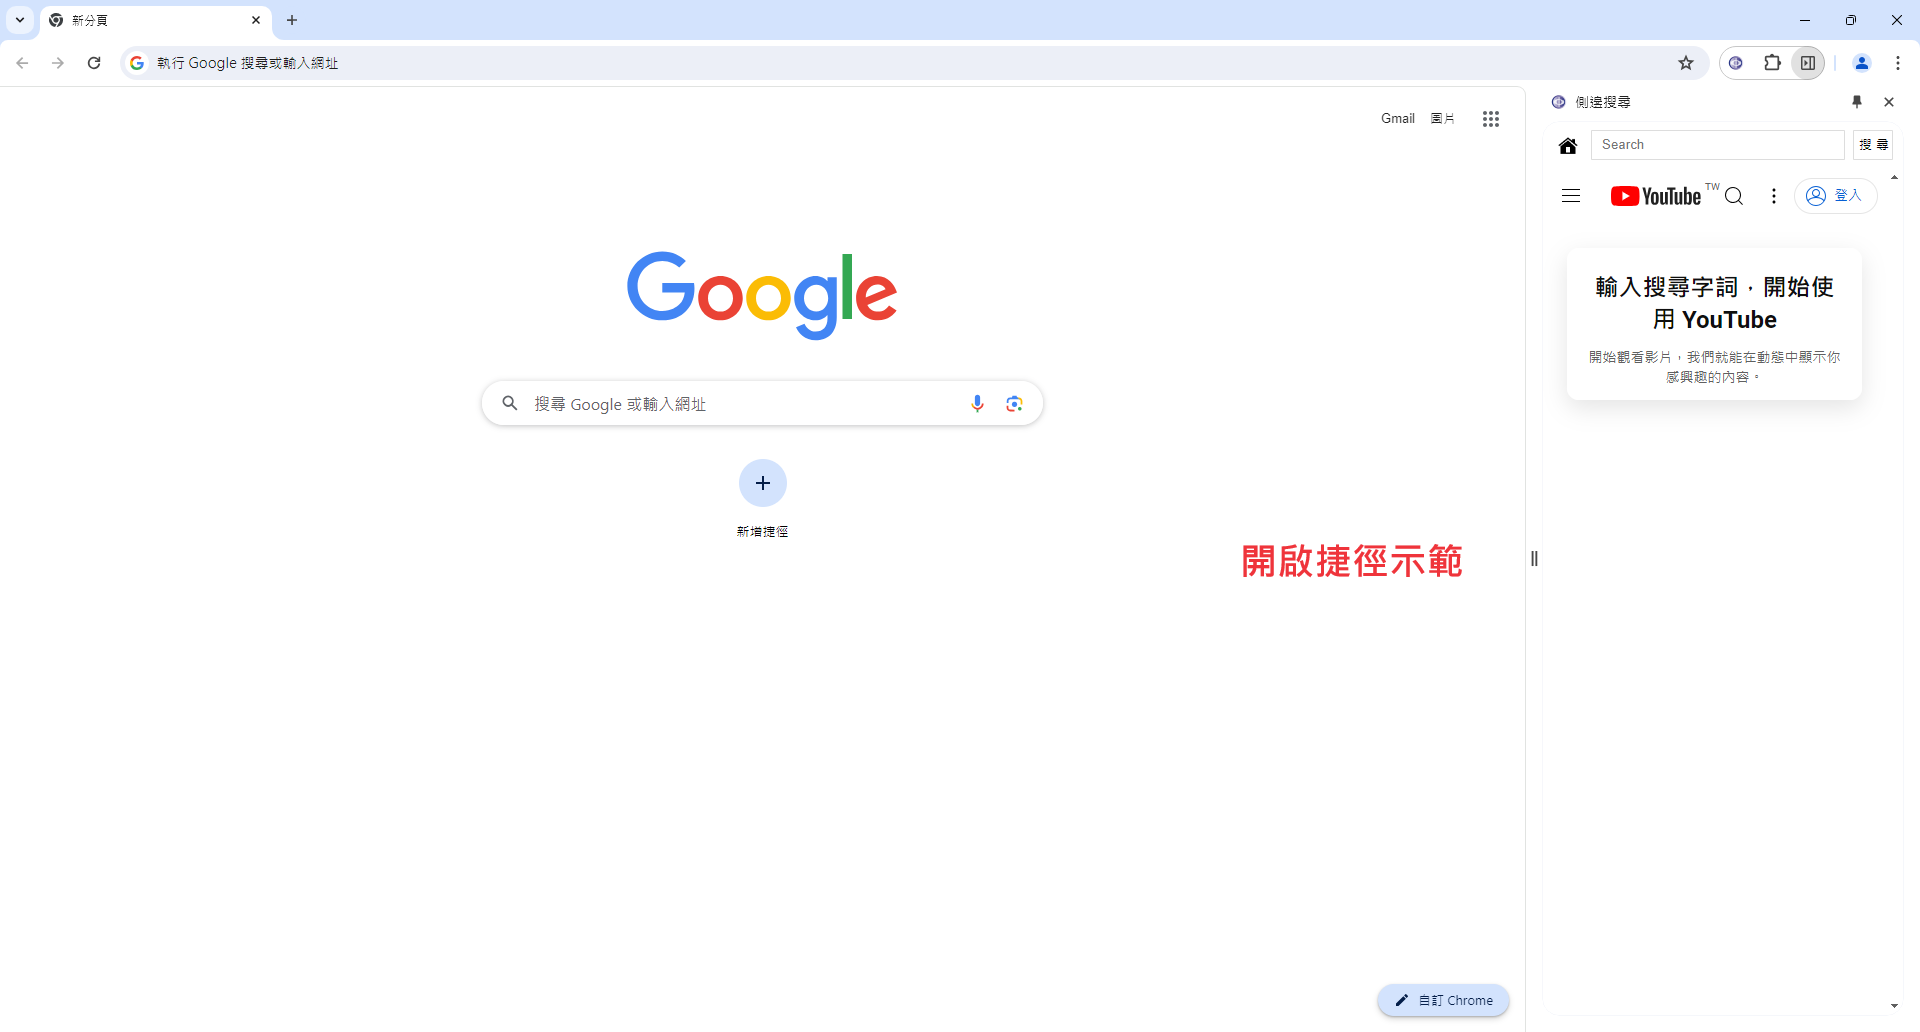 新分頁
執行 Google 搜尋或輸入網址
側邊搜尋
Gmail 圖片
Search 搜 尋
YouTube TW 登入
Google
輸入搜尋字詞，開始使
用 YouTube
開始觀看影片，我們就能在動態中顯示你
感興趣的內容。
搜尋 Google 或輸入網址
新增捷徑
開啟捷徑示範
自訂 Chrome